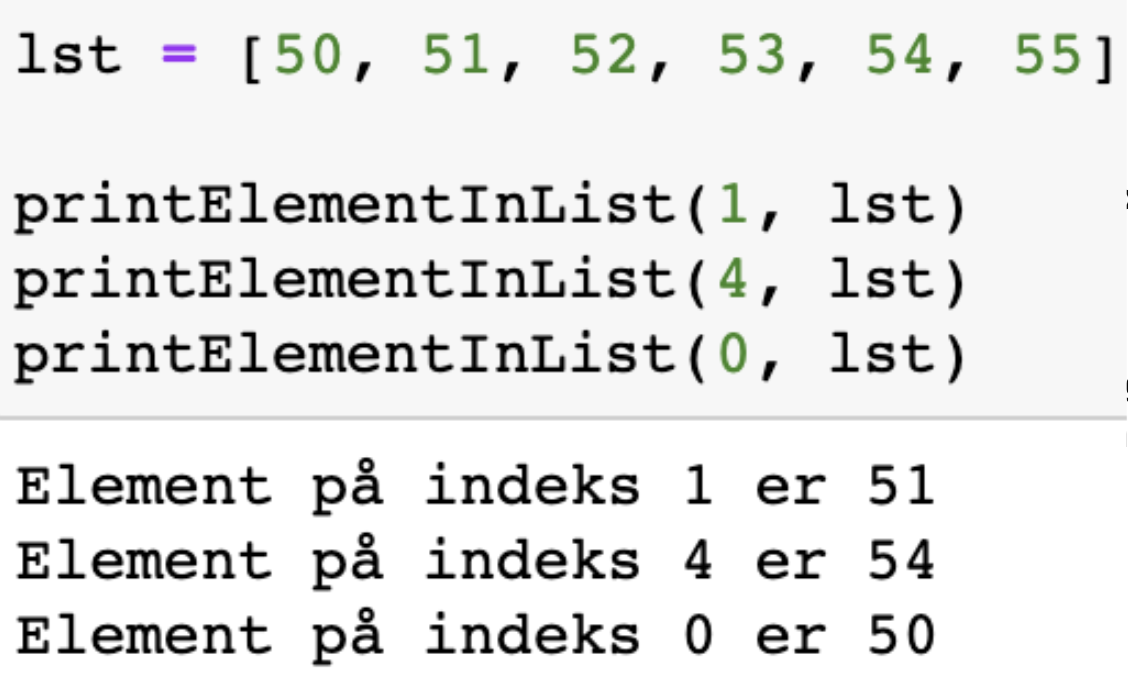 lst = [50, 51, 52, 53, 54, 55]
printElementInList(1, lst)
printElementInList(4, lst)
printElementInList(0, lst)
Element på indeks 1 er 51
Element på indeks 4 er 54
Element på indeks 0 er 50